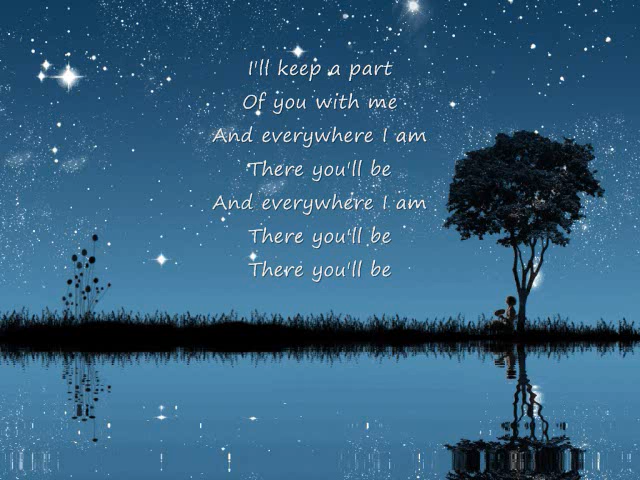 I'll keep a part
Of you with me
And everywhere I am
There you'll be
And everywhere I am
There you'll be
There you'll be